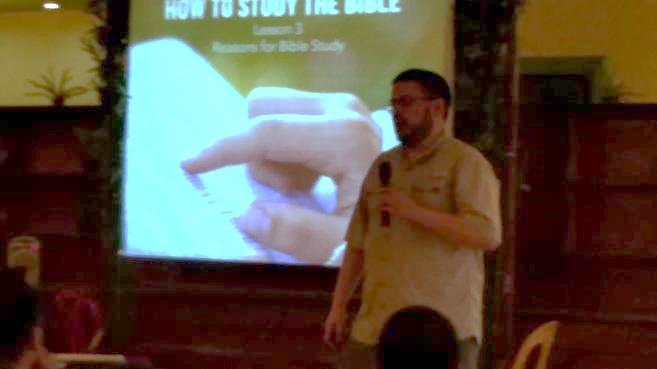 HOW TO STUDY THE BIBLE
Lesson 3
Reasons for Bible Study